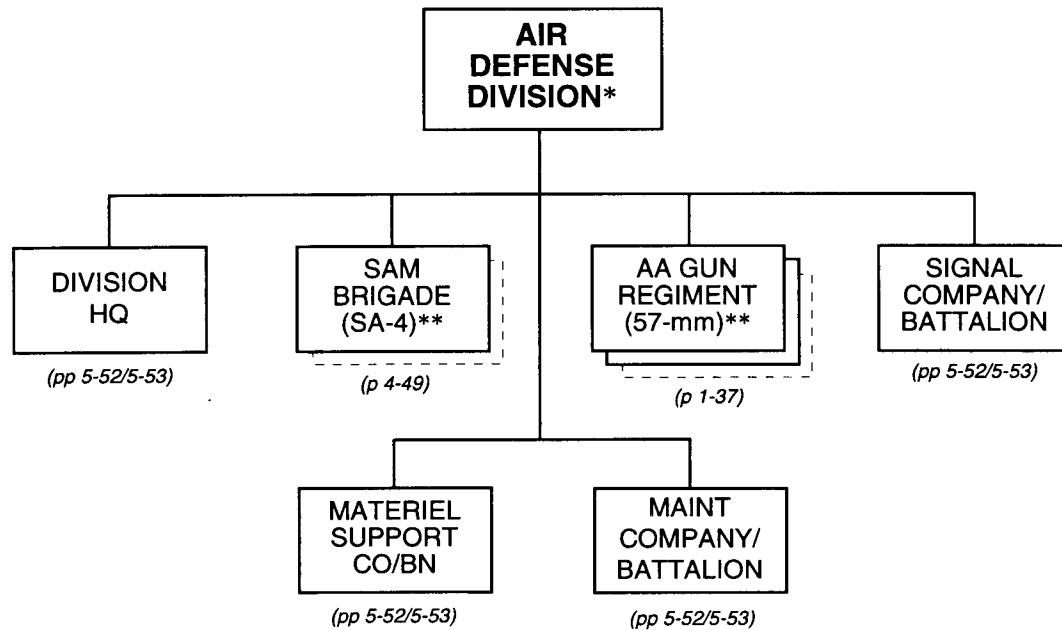 AIR
DEFENSE
DIVISION*
DIVISION
HQ
(pp 5-52/5-53)
SAM
BRIGADE
(SA-4)**
(p 4-49)
AA GUN
REGIMENT
(57-mm)**
(p 1-37)
SIGNAL
COMPANY/
BATTALION
(pp 5-52/5-53)
MATERIEL
SUPPORT
CO/BN
(pp 5-52/5-53)
MAINT
COMPANY/
BATTALION
(pp 5-52/5-53)